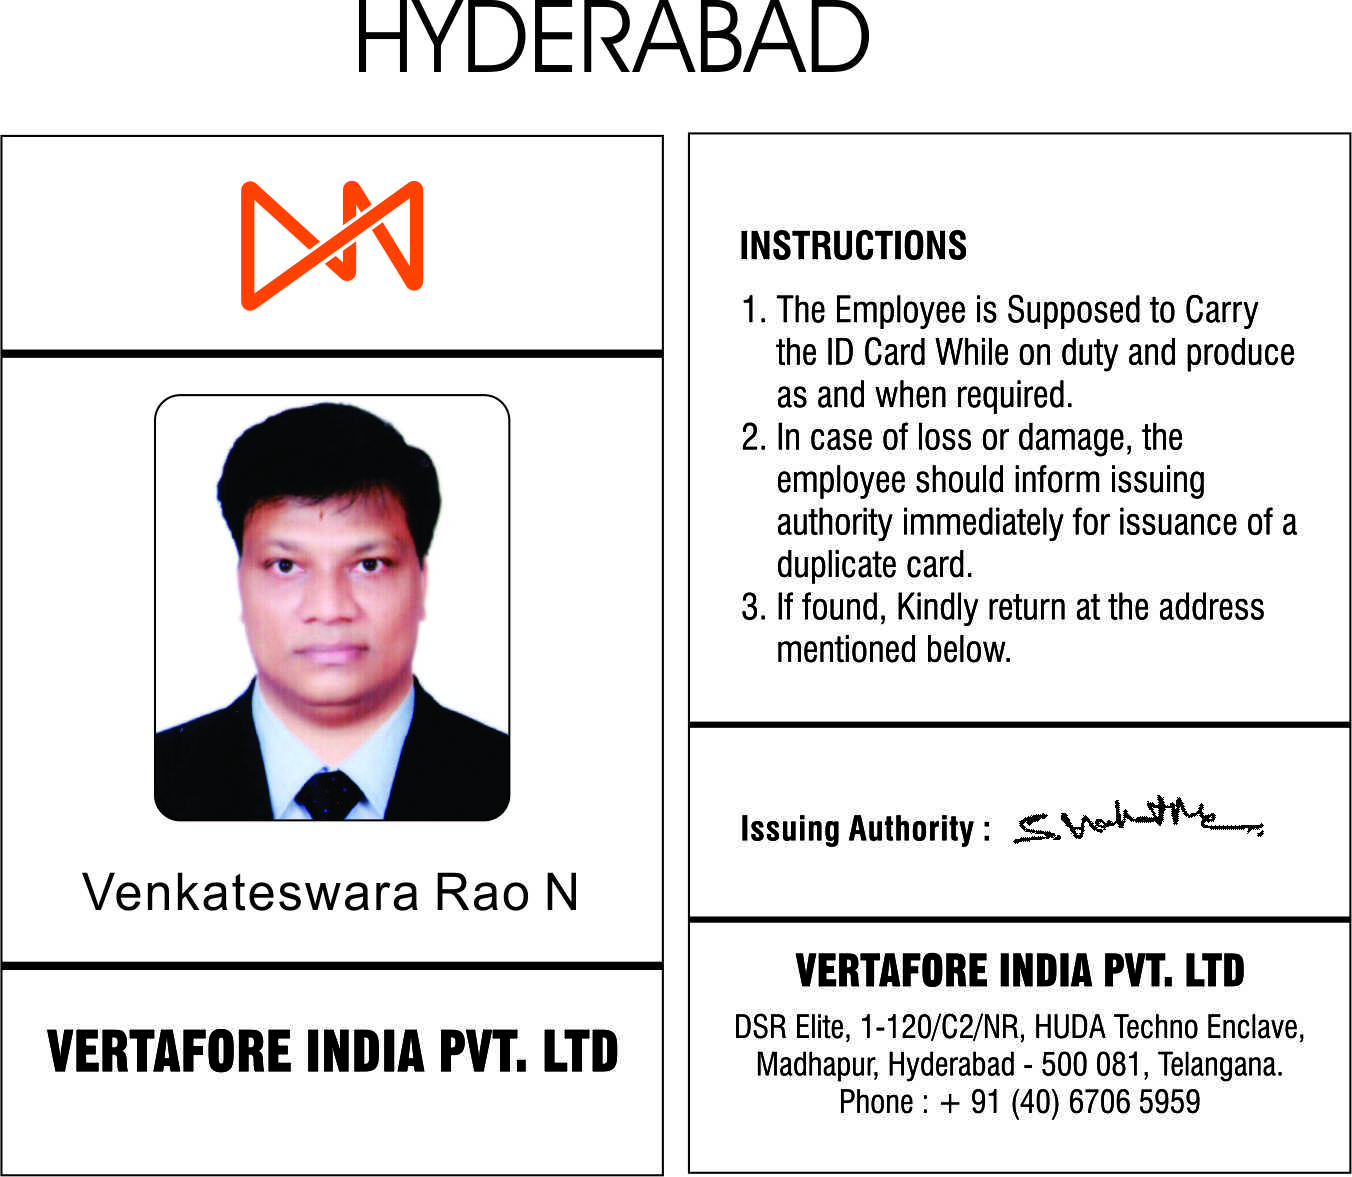 HYDERABAD
Venkateswara Rao N
VERTAFORE INDIA PVT. LTD
INSTRUCTIONS
1. The Employee is Supposed to Carry
the ID Card While on duty and produce
as and when required.
2. In case of loss or damage, the
employee should inform issuing
authority immediately for issuance of a
duplicate card.
3. If found, Kindly return at the address
mentioned below.
Issuing Authority :
VERTAFORE INDIA PVT. LTD
DSR Elite, 1-120/C2/NR, HUDA Techno Enclave,
Madhapur, Hyderabad - 500 081, Telangana.
Phone : + 91 (40) 6706 5959